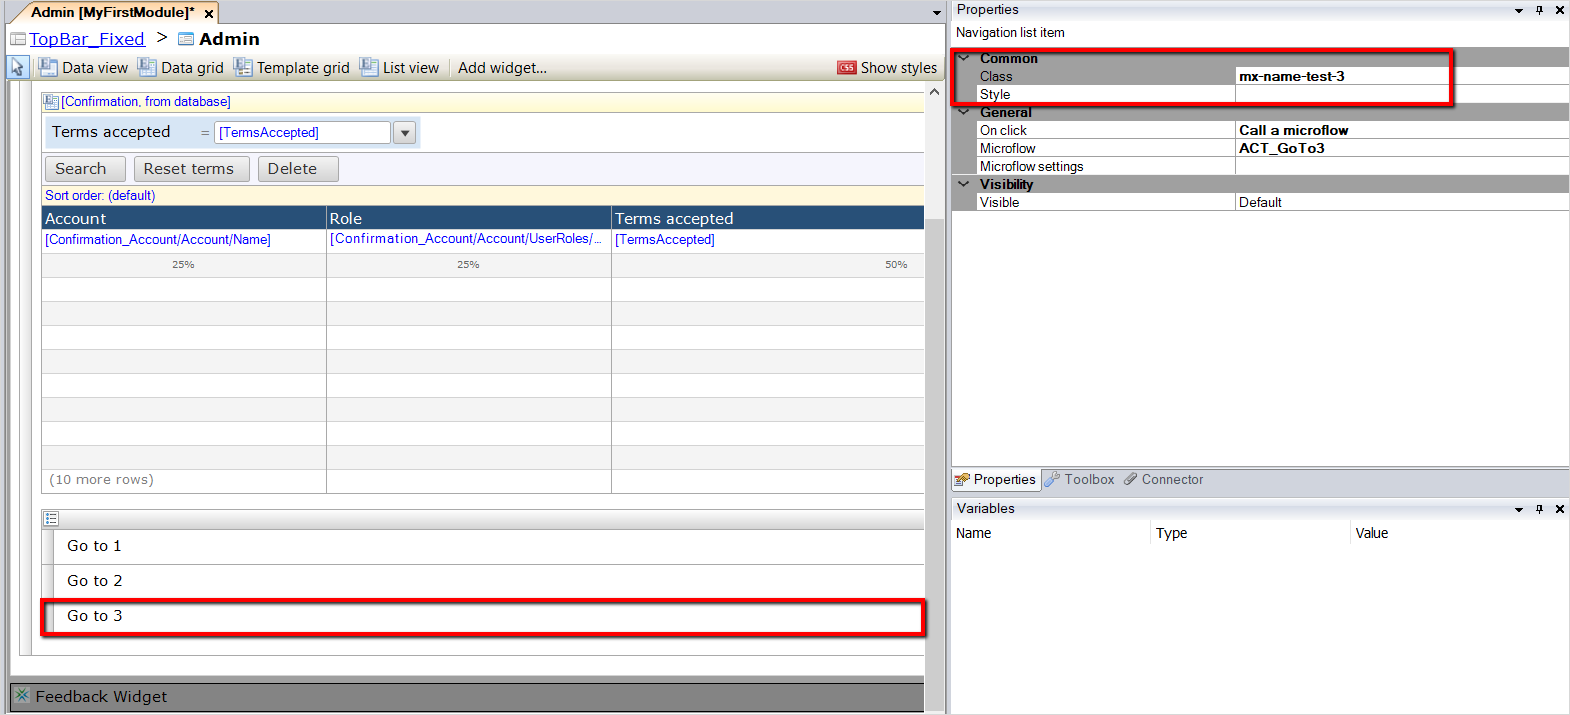 Admin [MyFirstModule]*
TopBar_Fixed > Admin
Data view Data grid Template grid List view Add widget... CSS Show styles
[Confirmation, from database]
Terms accepted = [TermsAccepted]
Search Reset terms Delete
Sort order: (default)
Account Role Terms accepted
[Confirmation_Account/Account/Name] [Confirmation_Account/Account/UserRoles/... [TermsAccepted]
25% 25% 50%
(10 more rows)
Go to 1
Go to 2
Go to 3
Feedback Widget
Properties
Navigation list item
Common
Class mx-name-test-3
Style
General
On click Call a microflow
Microflow ACT_GoTo3
Microflow settings
Visibility
Visible Default
Properties Toolbox Connector
Variables
Name Type Value